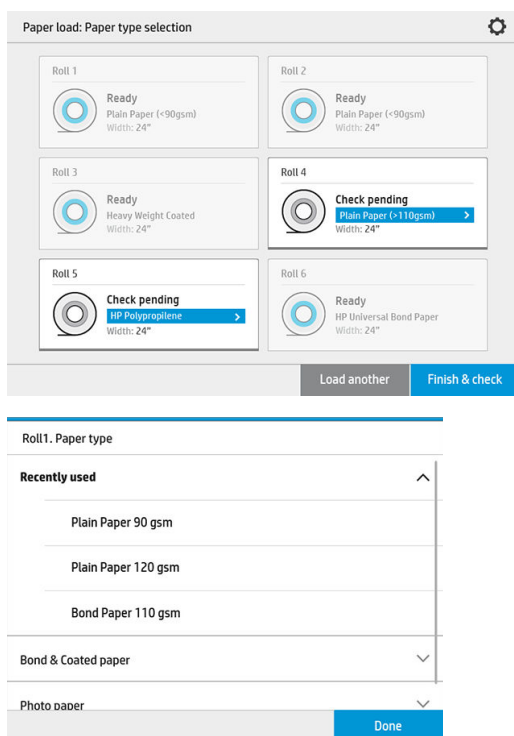 Paper load: Paper type selection
Roll 1
Ready
Plain Paper (<90gsm)
Width: 24"
Roll 2
Ready
Plain Paper (<90gsm)
Width: 24"
Roll 3
Ready
Heavy Weight Coated
Width: 24"
Roll 4
Check pending
Plain Paper (>110gsm)
Width: 24"
Roll 5
Check pending
HP Polypropilene
Width: 24"
Roll 6
Ready
HP Universal Bond Paper
Width: 24"
Load another
Finish & check
Roll1. Paper type
Recently used
Plain Paper 90 gsm
Plain Paper 120 gsm
Bond Paper 110 gsm
Bond & Coated paper
Photo paper
Done